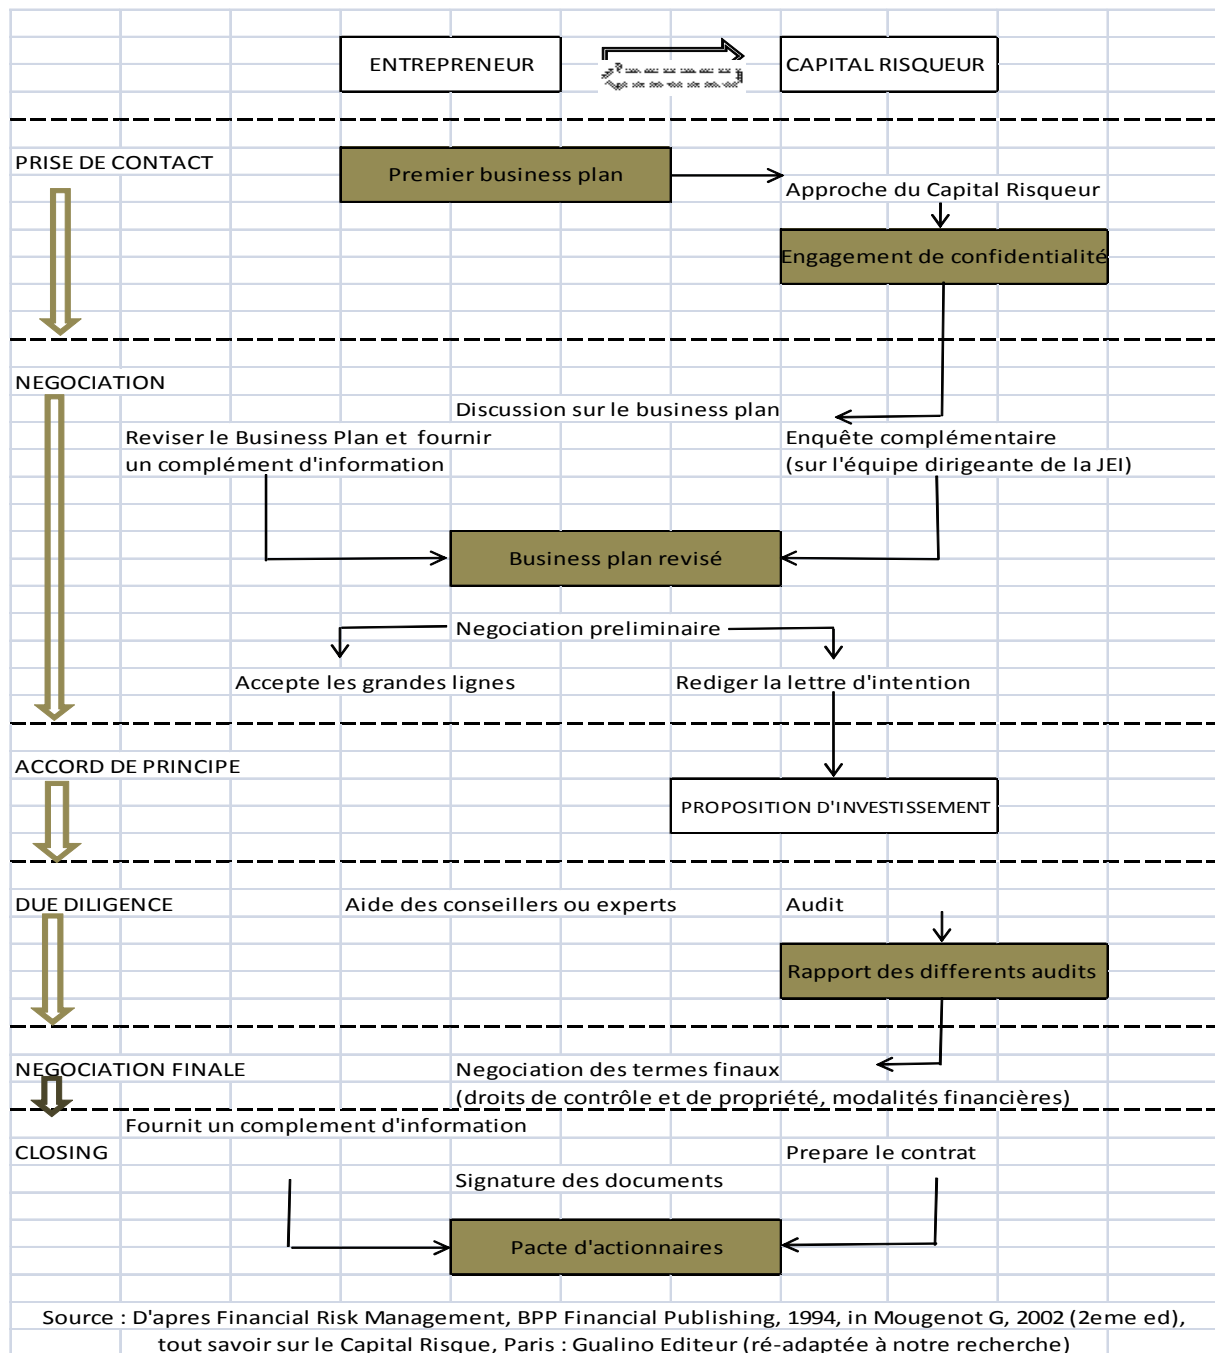 ENTREPRENEUR
CAPITAL RISQUEUR
PRISE DE CONTACT
Premier business plan
Approche du Capital Risqueur
Engagement de confidentialité
NEGOCIATION
Discussion sur le business plan
Reviser le Business Plan et fournir
un complément d'information
Enquête complémentaire
(sur l'équipe dirigeante de la JEI)
Business plan revisé
Negociation preliminaire
Accepte les grandes lignes
Rediger la lettre d'intention
ACCORD DE PRINCIPE
PROPOSITION D'INVESTISSEMENT
DUE DILIGENCE
Aide des conseillers ou experts
Audit
Rapport des differents audits
NEGOCIATION FINALE
Negociation des termes finaux
(droits de contrôle et de propriété, modalités financières)
Fournit un complement d'information
CLOSING
Prepare le contrat
Signature des documents
Pacte d'actionnaires
Source : D'apres Financial Risk Management, BPP Financial Publishing, 1994, in Mougenot G, 2002 (2eme ed),
tout savoir sur le Capital Risque, Paris : Gualino Editeur (ré-adaptée à notre recherche)